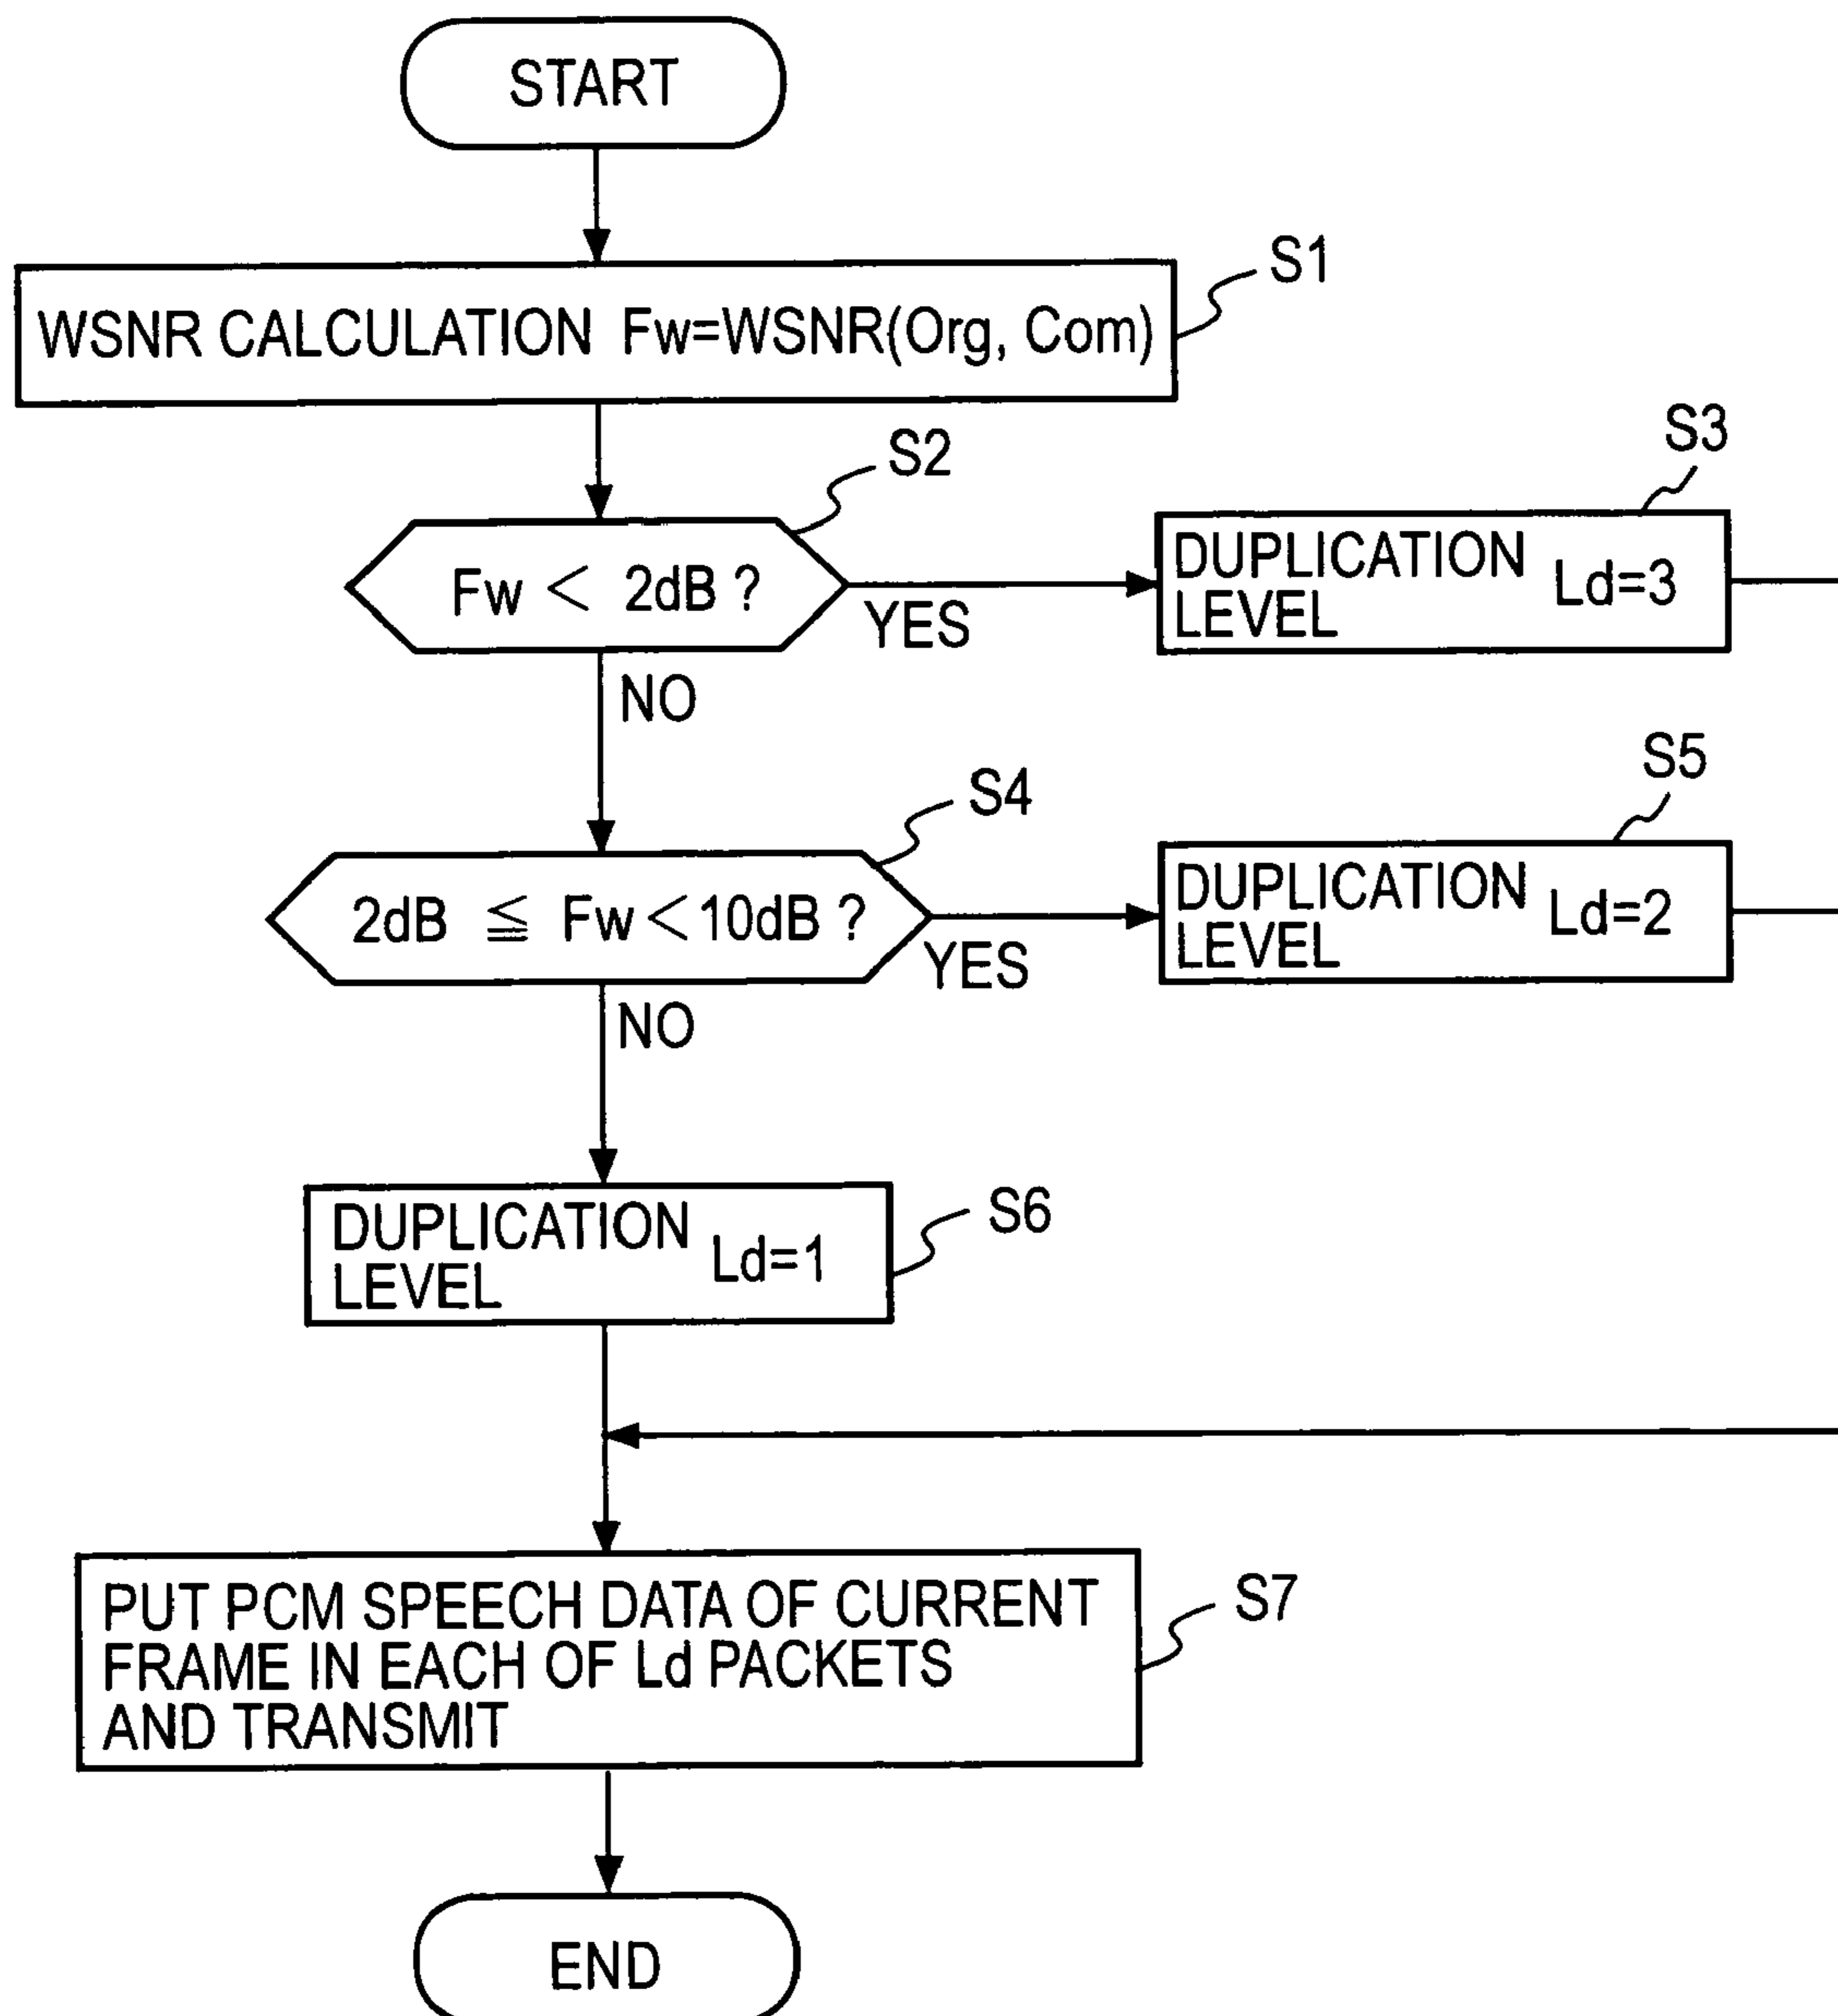 START
S1
WSNR CALCULATION Fw=WSNR(Org, Com)
S2
Fw < 2dB ?
YES
NO
S3
DUPLICATION
LEVEL
Ld=3
S4
2dB ≦ Fw < 10dB ?
YES
NO
S5
DUPLICATION
LEVEL
Ld=2
S6
DUPLICATION
LEVEL
Ld=1
S7
PUT PCM SPEECH DATA OF CURRENT
FRAME IN EACH OF Ld PACKETS
AND TRANSMIT
END